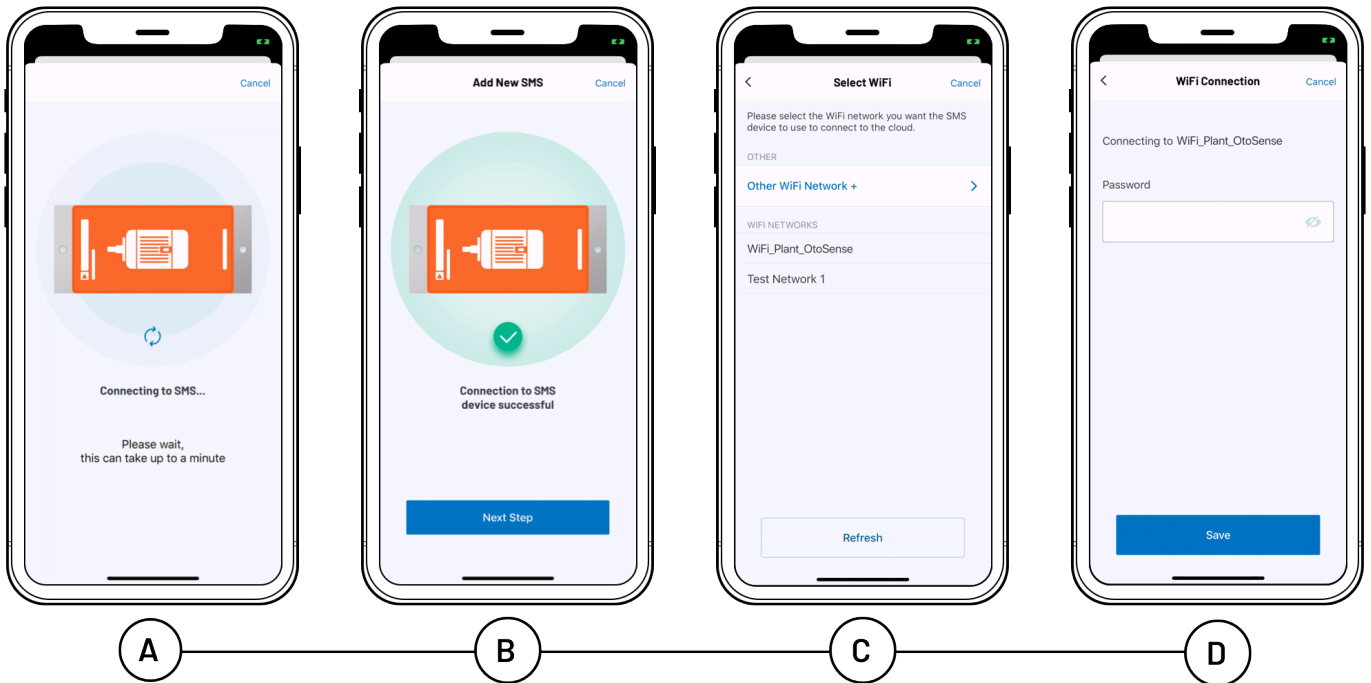 Cancel
Connecting to SMS...
Please wait,
this can take up to a minute
A
Add New SMS
Cancel
Connection to SMS
device successful
Next Step
B
Select WiFi
Cancel
Please select the WiFi network you want the SMS
device to use to connect to the cloud.
OTHER
Other WiFi Network +
WIFI NETWORKS
WiFi_Plant_OtoSense
Test Network 1
Refresh
C
WiFi Connection
Cancel
Connecting to WiFi_Plant_OtoSense
Password
Save
D